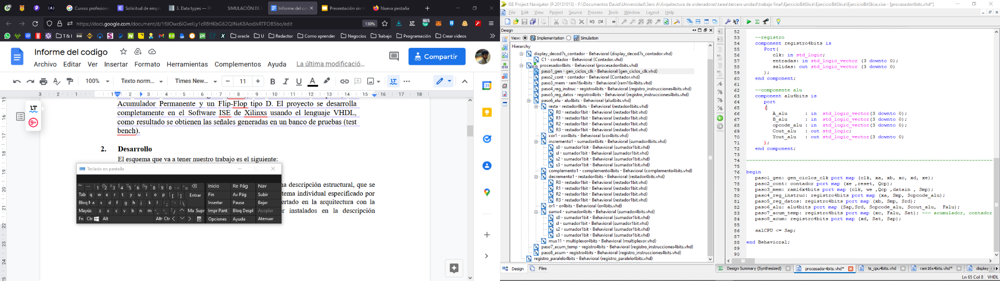 Cursos profesiona
Solicitud de emple
3. Data types — F
SIMULACIÓN DE U
Informe del co
Presentación sin t
Nueva pestaña
https://docs.google.com/document/d/1fIJOwc6iGveILy1cRBHKbG62QINaK8AodJxRTFOB5bo/edit
130%
T & I
oracle
U
Redactor
Como aprender
Negocios
Trabajo
Programación
Crear videos
Informe del codigo
Archivo Editar Ver Insertar Formato Herramientas Complementos Ayuda La última modificació...
Compartir
100% Texto norm... Times New... 11
Acumulador Permanente y un Flip-Flop tipo D. El proyecto se desarrolla
completamente en el Software ISE de Xilinxs usando el lenguaje VHDL,
como resultado se obtienen las señales generadas en un banco de pruebas (test
bench).
2. Desarrollo
El esquema que va a tener nuestro trabajo es el siguiente:
Teclado en pantalla
Inicio Re Pág Nav
Tab q w e r t y u i o p [ ] Entrar Fin Av Pág Subir
Bloq M a s d f g h j k l Insertar Pausa Bajar
Mayús z x c v b n m Ma Supr Impr Pant Bloq Despl Acoplar
Fn Ctr Alt Alt Ctr Opciones Ayuda Atenuar
a descripción estructural, que se
tema individual especificado por
ertado en la arquitectura con la
er instalados en la descripción
ISE Project Navigator (P.20131013) - F:\Documentos David\Universidad\3ero A\Arquitectura de ordenadores\tarea\tercera unidad\trabajo final\EjercicioBitSlice\EjercicioBitSlice\EjercicioBitSlice.xise - [procesador4bits.vhd*]
File Edit View Project Source Process Tools Window Layout Help
Design
View: Implementation Simulation
Hierarchy
display_decod7s_contador - Behavioral (display_decod7s_contador.vhd)
C1 - contador - Behavioral (Contador.vhd)
procesador4bits - Behavioral (procesador4bits.vhd)
paso1_gen - gen_ciclos_clk - Behavioral (gen_ciclos_clk.vhd)
paso2_cont - contador - Behavioral (Contador.vhd)
paso3_mem - ram16x4bits - Behavioral (ram16x4bits.vhd)
paso4_reg_instruc - registro4bits - Behavioral (registro_instrucciones4bits.vhd)
paso5_reg_datos - registro4bits - Behavioral (registro_instrucciones4bits.vhd)
paso6_alu - alu4bits - Behavioral (alu4bits.vhd)
resta - restador4bits - Behavioral (restador4bits.vhd)
R0 - restador1bit - Behavioral (restador1bit.vhd)
R1 - restador1bit - Behavioral (restador1bit.vhd)
R2 - restador1bit - Behavioral (restador1bit.vhd)
R3 - restador1bit - Behavioral (restador1bit.vhd)
xor1 - xor4bits - Behavioral (xor4bits.vhd)
incremento1 - sumador4bits - Behavioral (sumador4bits.vhd)
s0 - sumador1bit - Behavioral (sumador1bit.vhd)
s1 - sumador1bit - Behavioral (sumador1bit.vhd)
s2 - sumador1bit - Behavioral (sumador1bit.vhd)
s3 - sumador1bit - Behavioral (sumador1bit.vhd)
complemento1 - complemento4bits - Behavioral (complemento4bits.vhd)
decremento1 - restador4bits - Behavioral (restador4bits.vhd)
R0 - restador1bit - Behavioral (restador1bit.vhd)
R1 - restador1bit - Behavioral (restador1bit.vhd)
R2 - restador1bit - Behavioral (restador1bit.vhd)
R3 - restador1bit - Behavioral (restador1bit.vhd)
or1 - or4bits - Behavioral (or4bits.vhd)
sumx4 - sumador4bits - Behavioral (sumador4bits.vhd)
s0 - sumador1bit - Behavioral (sumador1bit.vhd)
s1 - sumador1bit - Behavioral (sumador1bit.vhd)
s2 - sumador1bit - Behavioral (sumador1bit.vhd)
s3 - sumador1bit - Behavioral (sumador1bit.vhd)
mux11 - multiplexor4bits - Behavioral (multiplexor.vhd)
paso7_acum_temp - registro4bits - Behavioral (registro_instrucciones4bits.vhd)
paso8_acum - registro4bits - Behavioral (registro_instrucciones4bits.vhd)
registro_paralelo4bits - Behavioral (registro_paralelo4bits.vhd)
Design Files
52
53 --registro
54 component registro4bits is
55 Port(
56 clk: in std_logic;
57 entradas: in std_logic_vector (3 downto 0);
58 salidas: out std_logic_vector (3 downto 0)
59 );
60 end component;
61
62 --componente alu
63 component alu4bits is
64 port
65 (
66 A_alu : in std_logic_vector(3 downto 0);
67 B_alu : in std_logic_vector(3 downto 0);
68 opcode_alu : in std_logic_vector(3 downto 0);
69 Cout_alu : out std_logic;
70 Yout_alu : out std_logic_vector(3 downto 0)
71 );
72 end component;
73
74
75
76 begin
77 paso1_gen: gen_ciclos_clk port map (clk, xa, xb, xc, xd, xe);
78 paso2_cont: contador port map (xe ,reset, Qcp);
79 paso3_mem: ram16x4bits port map (clk, we ,Qcp ,datain , Smp);
80 paso4_reg_instruc: registro4bits port map (xa, Smp, Sopcode_alu);
81 paso5_reg_datos: registro4bits port map (xb, Smp, Srd);
82 paso6_alu: alu4bits port map (Sap,Srd, Sopcode_alu, Scout_alu, Falu);
83 paso7_acum_temp: registro4bits port map (xc, Falu, Sat); --- acumulador, contador
84 paso8_acum: registro4bits port map (xd, Sat, Sap);
85
86 salCPU <= Sap;
87
88 end Behavioral;
89
90
Design Summary (Synthesized) procesador4bits.vhd* ts_cpu4bits.vhd ram16x4bits.vhd* display
Ln 65 Col 8 VHDL